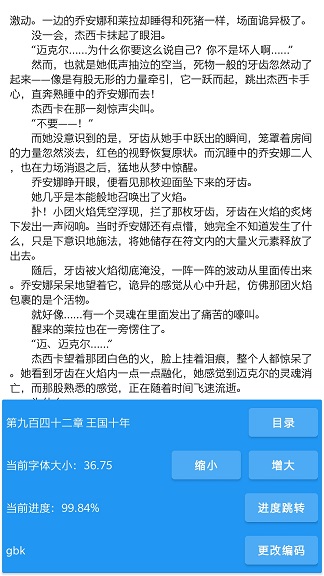 激动。一边的乔安娜和莱拉却睡得和死猪一样，场面诡异极了。
没一会，杰西卡抹起了眼泪。
“迈克尔……为什么你要这么说自己？你不是坏人啊……”
然而，也就是她低声抽泣的空当，死物一般的牙齿忽然动了
起来——像是有股无形的力量牵引，它一跃而起，跳出杰西卡手
心，直奔熟睡中的乔安娜而去！
杰西卡在那一刻惊声尖叫。
“不要——！”
而她没意识到的是，牙齿从她手中跃出的瞬间，笼罩着房间
的力量忽然淡去，红色的视野恢复原状。而沉睡中的乔安娜二人
，也在力场消退之后，猛地从梦中惊醒。
乔安娜睁开眼，便看见那枚迎面坠下来的牙齿。
她几乎是本能般地召唤出了火焰。
扑！小团火焰凭空浮现，拦了那枚牙齿，牙齿在火焰的炙烤
下发出一声闷响。当时乔安娜还有点懵，她完全不知道发生了什
么，只是下意识地施法，将她储存在符文内的大量火元素释放了
出去。
随后，牙齿被火焰彻底淹没，一阵一阵的波动从里面传出来
。乔安娜呆呆地望着它，诡异的感觉从心中升起，仿佛那团火焰
包裹的是个活物。
就好像……有一个灵魂在里面发出了痛苦的嚎叫。
醒来的莱拉也在一旁愣住了。
“迈、迈克尔……”
杰西卡望着那团白色的火，脸上挂着泪痕，整个人都惊呆了
。她看到牙齿在火焰内一点一点融化，她感觉到迈克尔的灵魂消
亡，而那股熟悉的感觉，正在随着时间飞速流逝。
第九百四十二章 王国十年
目录
当前字体大小：36.75
缩小
增大
当前进度：99.84%
进度跳转
gbk
更改编码